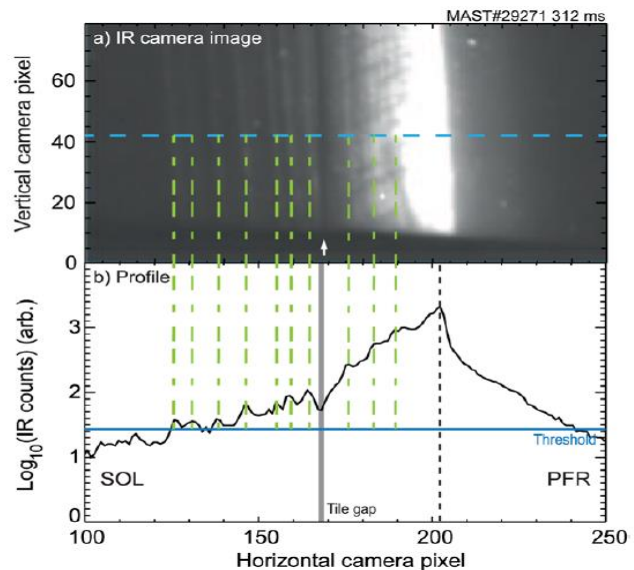 MAST#29271 312 ms
a) IR camera image
Vertical camera pixel
60
40
20
0
b) Profile
Log10(IR counts) (arb.)
3
2
1
0
Threshold
SOL
PFR
Tile gap
100
150
200
250
Horizontal camera pixel